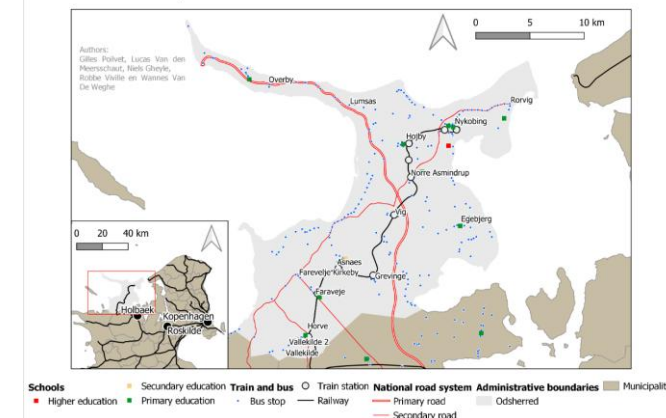 0 5 10 km
Authors:
Gilles Poilvet, Lucas Van den
Meersschaut, Niels Gheyle,
Robbe Viville en Wannes Van
De Weghe
Overby
Lumsas
Rorvig
Nykobing
Hojby
Norre Asmindrup
Vig
Egebjerg
0 20 40 km
Asnaes
Farevejle Kirkeby
Grevinge
Faraveje
Holbaek
Kopenhagen
Roskilde
Horve
Vallekilde 2
Vallekilde
Schools Secundary education Train and bus Train station National road system Administrative boundaries Municipalit
Higher education Primary education Bus stop Railway Primary road Odsherred
Secondary road